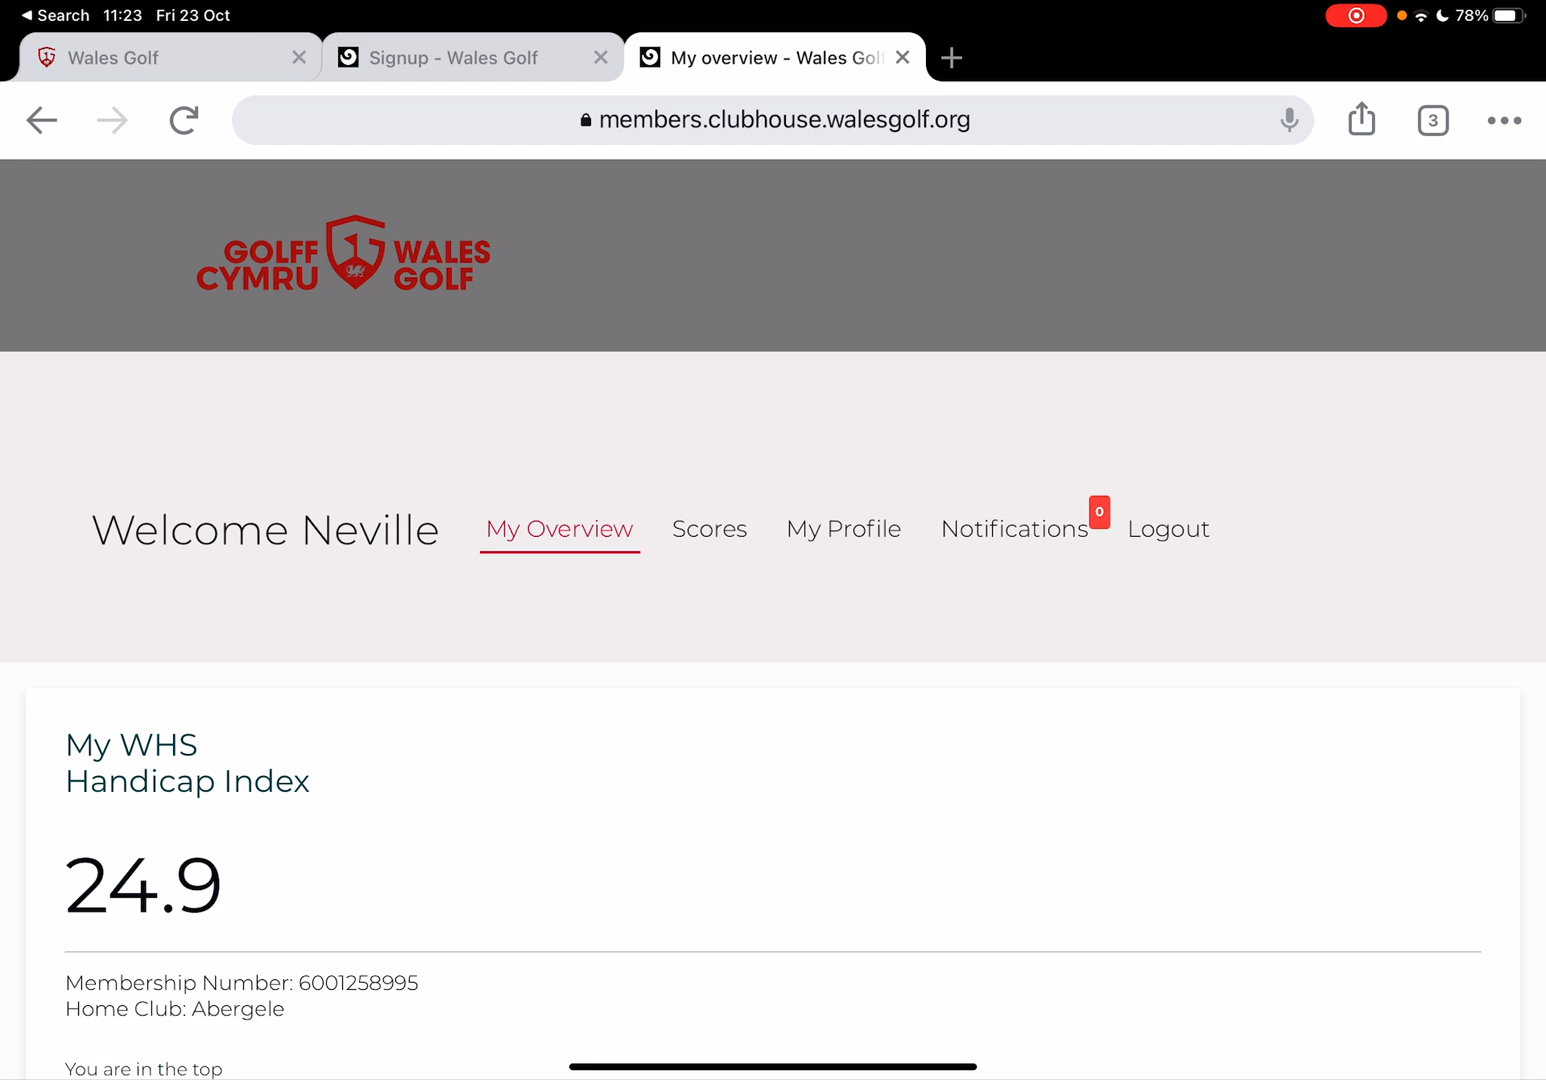 Search 11:23 Fri 23 Oct 78%
Wales Golf
Signup - Wales Golf
My overview - Wales Gol
members.clubhouse.walesgolf.org
3
GOLFF CYMRU
WALES GOLF
Welcome Neville
My Overview
Scores
My Profile
Notifications 0
Logout
My WHS
Handicap Index
24.9
Membership Number: 6001258995
Home Club: Abergele
You are in the top